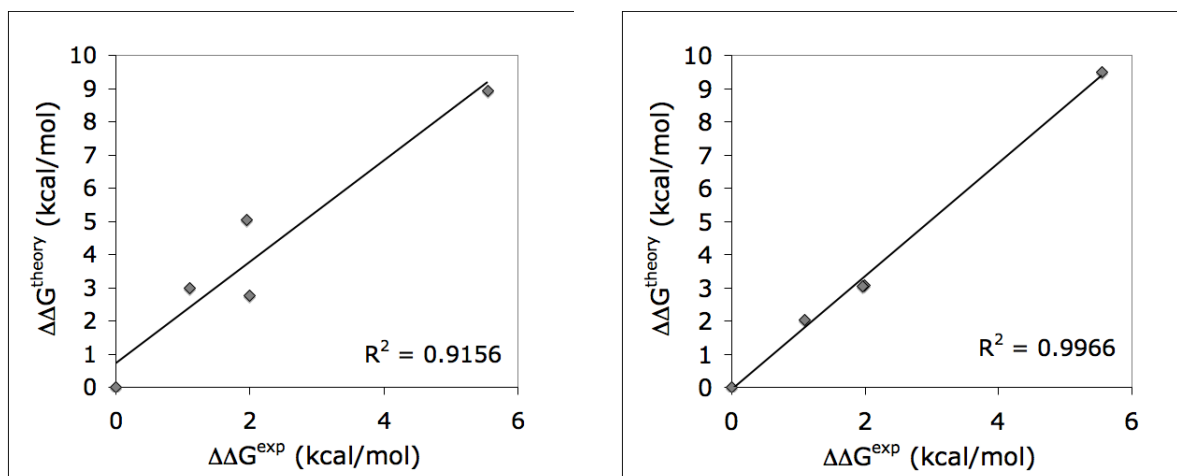 10
9
8
7
6
5
4
3
2
1
0
ΔΔG^theory (kcal/mol)
R² = 0.9156
0 2 4 6
ΔΔG^exp (kcal/mol)
10
9
8
7
6
5
4
3
2
1
0
ΔΔG^theory (kcal/mol)
R² = 0.9966
0 2 4 6
ΔΔG^exp (kcal/mol)